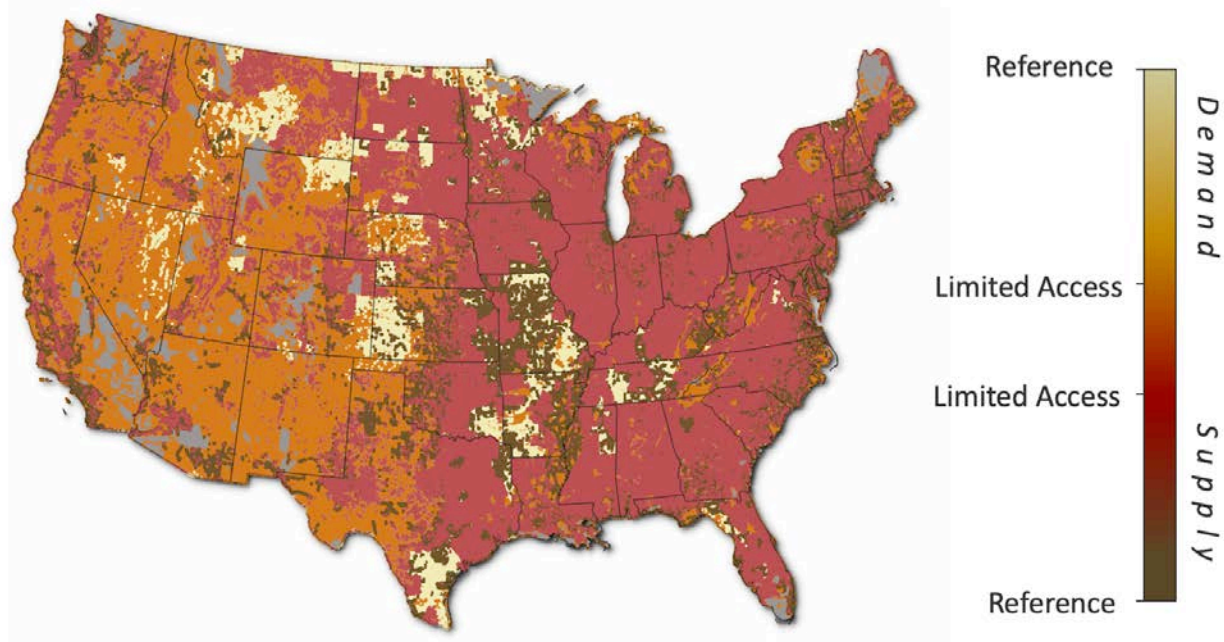 Reference
Demand
Limited Access
Limited Access
Supply
Reference